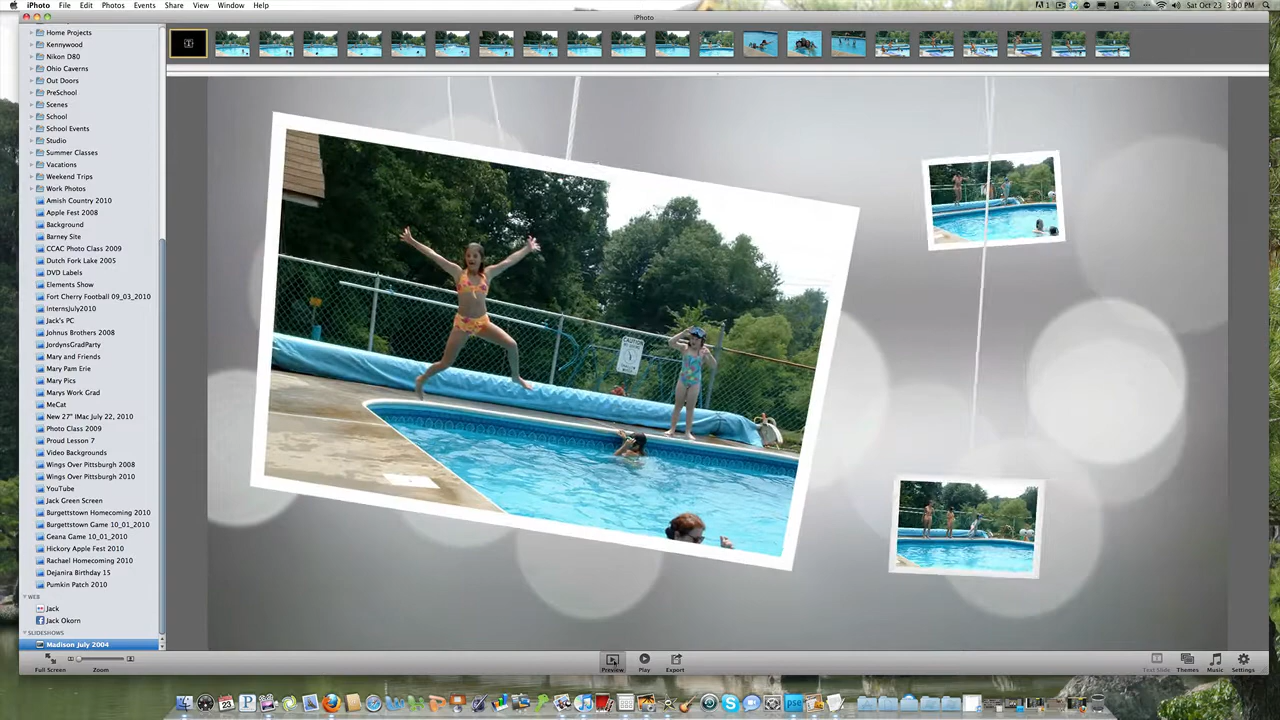 iPhoto File Edit Photos Events Share View Window Help
1
Sat Oct 23 3:00 PM
iPhoto
Home Projects
Kennywood
Nikon D80
Ohio Caverns
Out Doors
PreSchool
Scenes
School
School Events
Studio
Summer Classes
Vacations
Weekend Trips
Work Photos
Amish Country 2010
Apple Fest 2008
Background
Barney Site
CCAC Photo Class 2009
Dutch Fork Lake 2005
DVD Labels
Elements Show
Fort Cherry Football 09_03_2010
InternsJuly2010
Jack's PC
Johnus Brothers 2008
JordynsGradParty
Mary and Friends
Mary Pam Erie
Mary Pics
Marys Work Grad
MeCat
New 27" iMac July 22, 2010
Photo Class 2009
Proud Lesson 7
Video Backgrounds
Wings Over Pittsburgh 2008
Wings Over Pittsburgh 2010
YouTube
Jack Green Screen
Burgettstown Homecoming 2010
Burgettstown Game 10_01_2010
Geana Game 10_01_2010
Hickory Apple Fest 2010
Rachael Homecoming 2010
Dejanira Birthday 15
Pumkin Patch 2010
WEB
Jack
Jack Okorn
SLIDESHOWS
Madison July 2004
CAUTION
Full Screen Zoom Preview Play Export Text Slide Themes Music Settings
23
pse